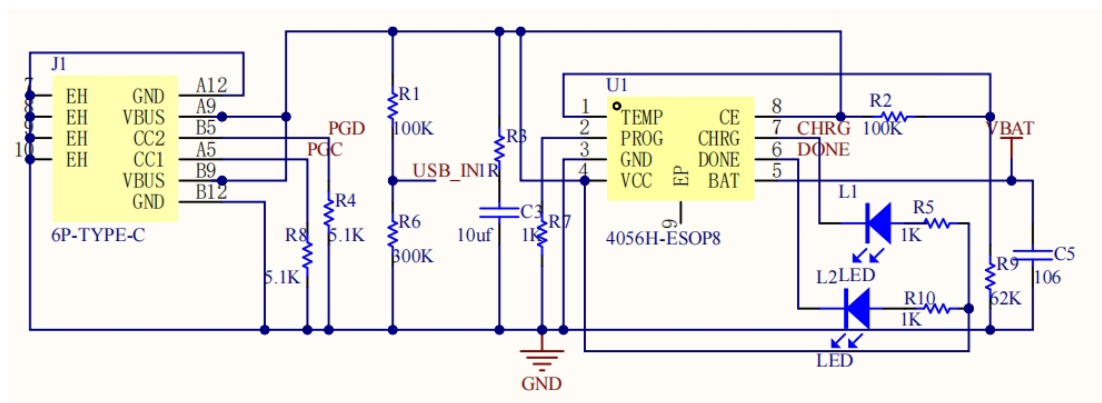 J1
7 EH GND A12
8 EH VBUS A9
9 EH CC2 B5
10 EH CC1 A5
VBUS B9
GND B12
6P-TYPE-C
PGD
PGC
R8
5.1K
R4
5.1K
R1
100K
USB_IN
R6
300K
R3
1R
C3
10uf
R7
1K
GND
U1
1 TEMP CE 8
2 PROG CHRG 7
3 GND DONE 6
4 VCC BAT 5
EP
9
4056H-ESOP8
R2
100K
CHRG
DONE
VBAT
L1
LED
R5
1K
L2
LED
R10
1K
R9
62K
C5
106